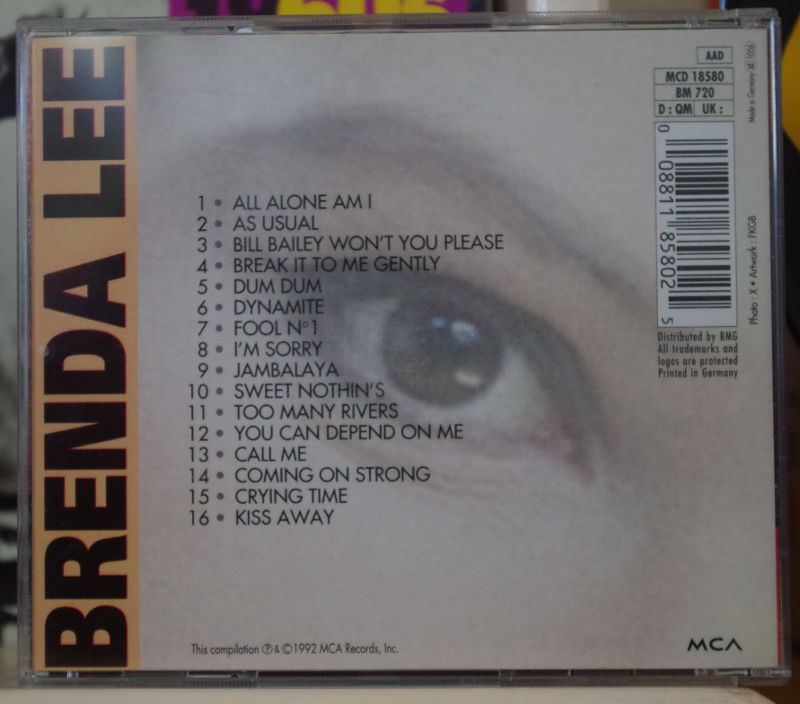 BRENDA LEE
1 • ALL ALONE AM I
2 • AS USUAL
3 • BILL BAILEY WON'T YOU PLEASE
4 • BREAK IT TO ME GENTLY
5 • DUM DUM
6 • DYNAMITE
7 • FOOL N°1
8 • I'M SORRY
9 • JAMBALAYA
10 • SWEET NOTHIN'S
11 • TOO MANY RIVERS
12 • YOU CAN DEPEND ON ME
13 • CALL ME
14 • COMING ON STRONG
15 • CRYING TIME
16 • KISS AWAY
This compilation Ⓟ & ©1992 MCA Records, Inc.
AAD
MCD 18580
BM 720
D : QM UK :
0 08811 85802 5
Made in Germany
Photo : X • Artwork : FKGB
Distributed by BMG
All trademarks and
logos are protected
Printed in Germany
MCA